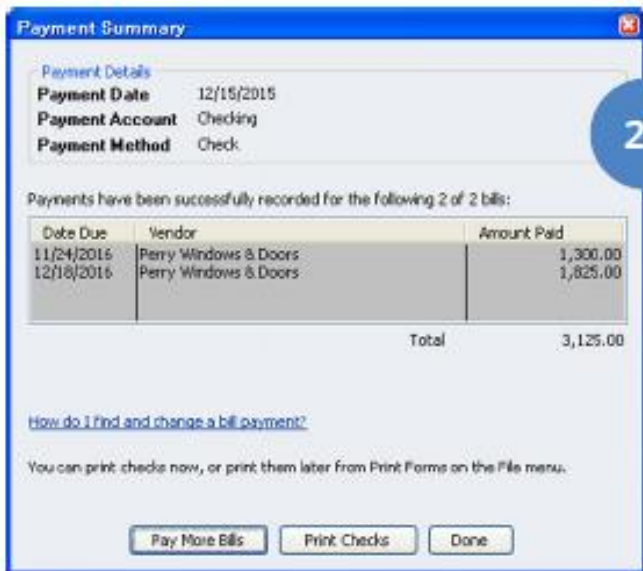 Payment Summary
Payment Details
Payment Date 12/15/2015
Payment Account Checking
Payment Method Check
2
Payments have been successfully recorded for the following 2 of 2 bills:
Date Due Vendor Amount Paid
11/24/2016 Perry Windows & Doors 1,300.00
12/18/2016 Perry Windows & Doors 1,825.00
Total 3,125.00
How do I find and change a bill payment?
You can print checks now, or print them later from Print Forms on the File menu.
Pay More Bills Print Checks Done